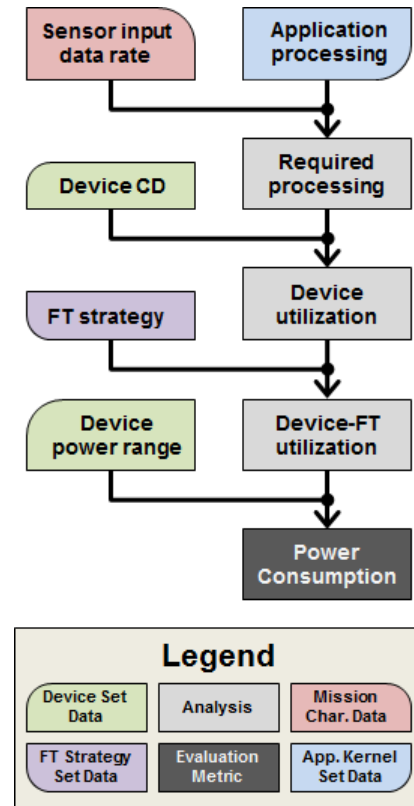 Sensor input
data rate
Application
processing
Required
processing
Device CD
Device
utilization
FT strategy
Device
power range
Device-FT
utilization
Power
Consumption
Legend
Device Set
Data
Analysis
Mission
Char. Data
FT Strategy
Set Data
Evaluation
Metric
App. Kernel
Set Data